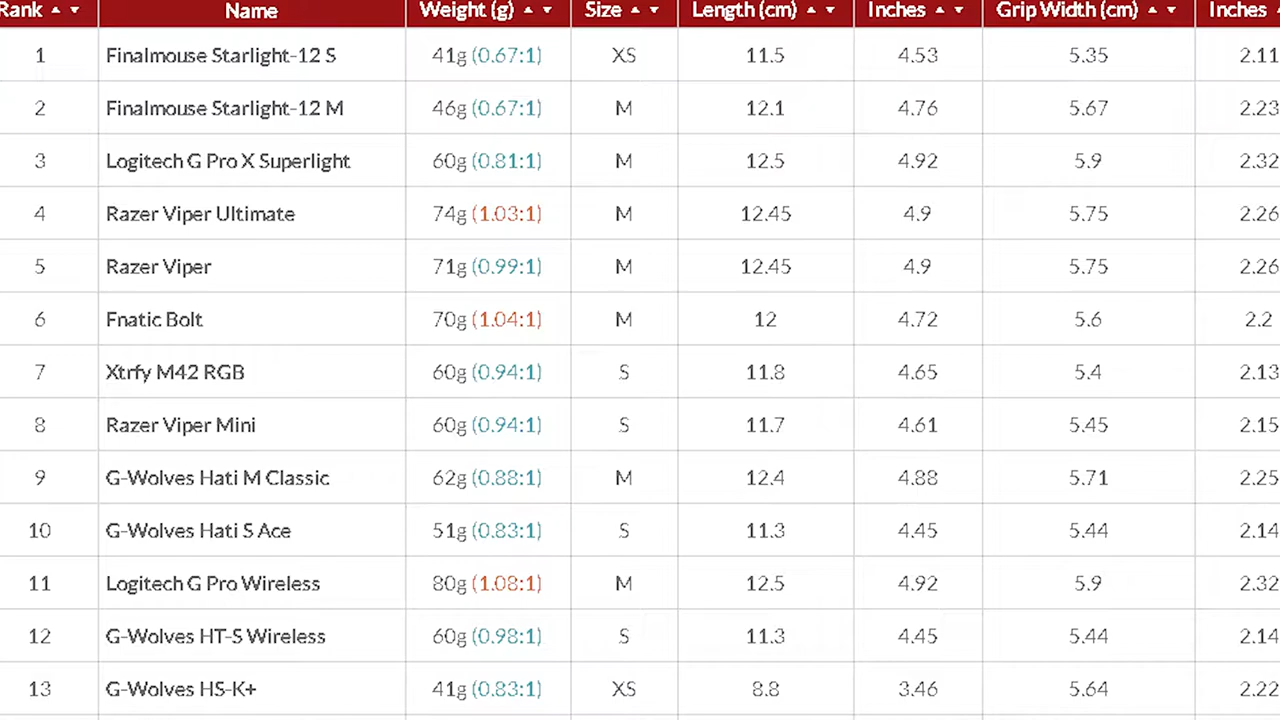 Rank Name Weight (g) Size Length (cm) Inches Grip Width (cm) Inches
1 Finalmouse Starlight-12 S 41g (0.67:1) XS 11.5 4.53 5.35 2.11
2 Finalmouse Starlight-12 M 46g (0.67:1) M 12.1 4.76 5.67 2.23
3 Logitech G Pro X Superlight 60g (0.81:1) M 12.5 4.92 5.9 2.32
4 Razer Viper Ultimate 74g (1.03:1) M 12.45 4.9 5.75 2.26
5 Razer Viper 71g (0.99:1) M 12.45 4.9 5.75 2.26
6 Fnatic Bolt 70g (1.04:1) M 12 4.72 5.6 2.2
7 Xtrfy M42 RGB 60g (0.94:1) S 11.8 4.65 5.4 2.13
8 Razer Viper Mini 60g (0.94:1) S 11.7 4.61 5.45 2.15
9 G-Wolves Hati M Classic 62g (0.88:1) M 12.4 4.88 5.71 2.25
10 G-Wolves Hati S Ace 51g (0.83:1) S 11.3 4.45 5.44 2.14
11 Logitech G Pro Wireless 80g (1.08:1) M 12.5 4.92 5.9 2.32
12 G-Wolves HT-S Wireless 60g (0.98:1) S 11.3 4.45 5.44 2.14
13 G-Wolves HS-K+ 41g (0.83:1) XS 8.8 3.46 5.64 2.22